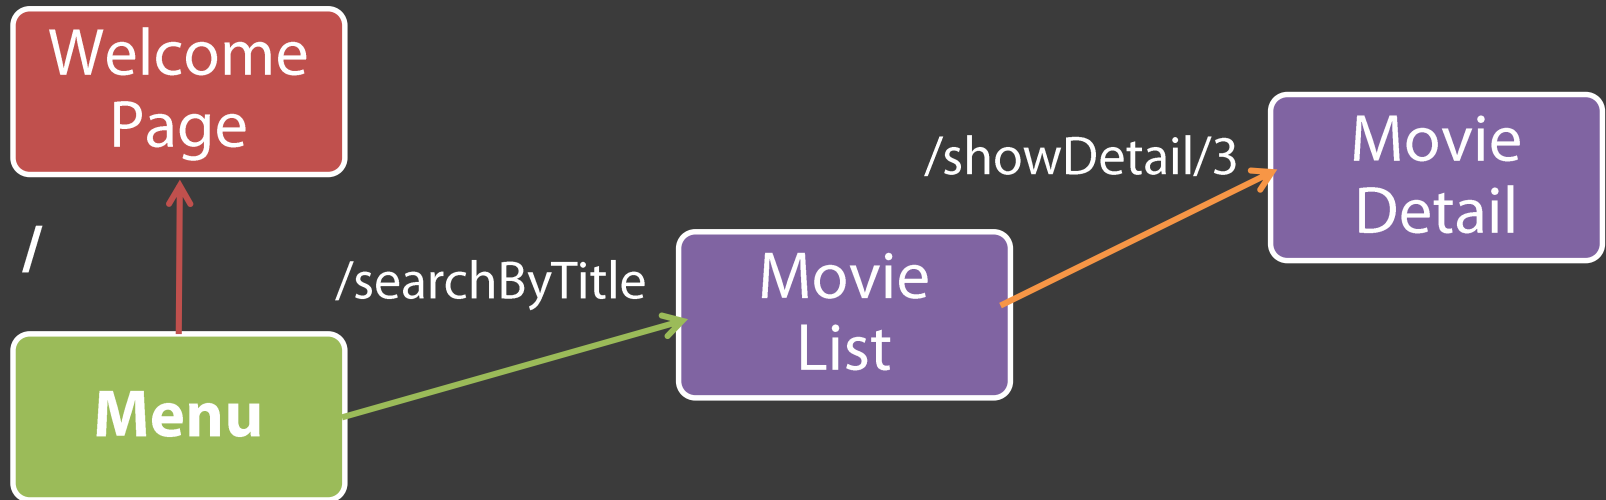 Welcome
Page
/
Menu
/searchByTitle
Movie
List
/showDetail/3
Movie
Detail